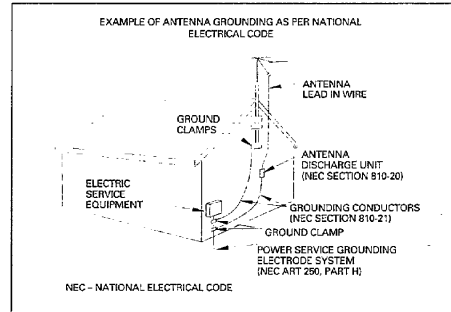 EXAMPLE OF ANTENNA GROUNDING AS PER NATIONAL
ELECTRICAL CODE
ANTENNA
LEAD IN WIRE
GROUND
CLAMPS
ANTENNA
DISCHARGE UNIT
(NEC SECTION 810-20)
ELECTRIC
SERVICE
EQUIPMENT
GROUNDING CONDUCTORS
(NEC SECTION 810-21)
GROUND CLAMP
POWER SERVICE GROUNDING
ELECTRODE SYSTEM
(NEC ART 250, PART H)
NEC – NATIONAL ELECTRICAL CODE